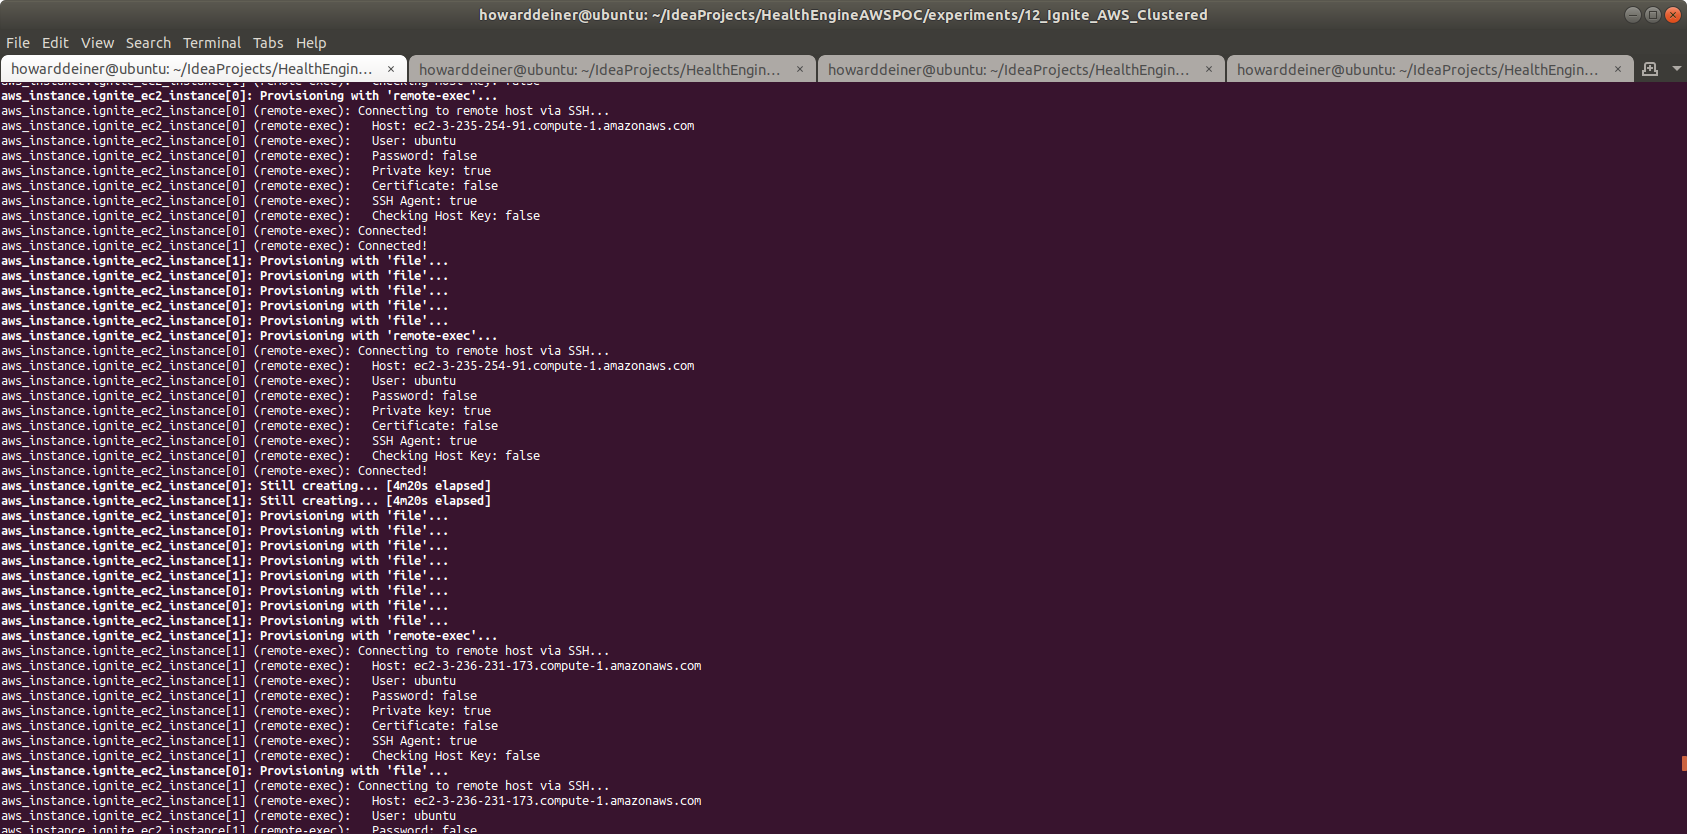 howarddeiner@ubuntu: ~/IdeaProjects/HealthEngineAWSPOC/experiments/12_Ignite_AWS_Clustered
File Edit View Search Terminal Tabs Help
howarddeiner@ubuntu: ~/IdeaProjects/HealthEngin... × howarddeiner@ubuntu: ~/IdeaProjects/HealthEngin... × howarddeiner@ubuntu: ~/IdeaProjects/HealthEngin... × howarddeiner@ubuntu: ~/IdeaProjects/HealthEngin... ×
aws_instance.ignite_ec2_instance[1] (remote-exec):   Checking Host Key: false
aws_instance.ignite_ec2_instance[0]: Provisioning with 'remote-exec'...
aws_instance.ignite_ec2_instance[0] (remote-exec): Connecting to remote host via SSH...
aws_instance.ignite_ec2_instance[0] (remote-exec):   Host: ec2-3-235-254-91.compute-1.amazonaws.com
aws_instance.ignite_ec2_instance[0] (remote-exec):   User: ubuntu
aws_instance.ignite_ec2_instance[0] (remote-exec):   Password: false
aws_instance.ignite_ec2_instance[0] (remote-exec):   Private key: true
aws_instance.ignite_ec2_instance[0] (remote-exec):   Certificate: false
aws_instance.ignite_ec2_instance[0] (remote-exec):   SSH Agent: true
aws_instance.ignite_ec2_instance[0] (remote-exec):   Checking Host Key: false
aws_instance.ignite_ec2_instance[0] (remote-exec): Connected!
aws_instance.ignite_ec2_instance[1] (remote-exec): Connected!
aws_instance.ignite_ec2_instance[1]: Provisioning with 'file'...
aws_instance.ignite_ec2_instance[0]: Provisioning with 'file'...
aws_instance.ignite_ec2_instance[0]: Provisioning with 'file'...
aws_instance.ignite_ec2_instance[0]: Provisioning with 'file'...
aws_instance.ignite_ec2_instance[0]: Provisioning with 'file'...
aws_instance.ignite_ec2_instance[0]: Provisioning with 'remote-exec'...
aws_instance.ignite_ec2_instance[0] (remote-exec): Connecting to remote host via SSH...
aws_instance.ignite_ec2_instance[0] (remote-exec):   Host: ec2-3-235-254-91.compute-1.amazonaws.com
aws_instance.ignite_ec2_instance[0] (remote-exec):   User: ubuntu
aws_instance.ignite_ec2_instance[0] (remote-exec):   Password: false
aws_instance.ignite_ec2_instance[0] (remote-exec):   Private key: true
aws_instance.ignite_ec2_instance[0] (remote-exec):   Certificate: false
aws_instance.ignite_ec2_instance[0] (remote-exec):   SSH Agent: true
aws_instance.ignite_ec2_instance[0] (remote-exec):   Checking Host Key: false
aws_instance.ignite_ec2_instance[0] (remote-exec): Connected!
aws_instance.ignite_ec2_instance[0]: Still creating... [4m20s elapsed]
aws_instance.ignite_ec2_instance[1]: Still creating... [4m20s elapsed]
aws_instance.ignite_ec2_instance[0]: Provisioning with 'file'...
aws_instance.ignite_ec2_instance[0]: Provisioning with 'file'...
aws_instance.ignite_ec2_instance[0]: Provisioning with 'file'...
aws_instance.ignite_ec2_instance[1]: Provisioning with 'file'...
aws_instance.ignite_ec2_instance[1]: Provisioning with 'file'...
aws_instance.ignite_ec2_instance[0]: Provisioning with 'file'...
aws_instance.ignite_ec2_instance[0]: Provisioning with 'file'...
aws_instance.ignite_ec2_instance[1]: Provisioning with 'file'...
aws_instance.ignite_ec2_instance[1]: Provisioning with 'remote-exec'...
aws_instance.ignite_ec2_instance[1] (remote-exec): Connecting to remote host via SSH...
aws_instance.ignite_ec2_instance[1] (remote-exec):   Host: ec2-3-236-231-173.compute-1.amazonaws.com
aws_instance.ignite_ec2_instance[1] (remote-exec):   User: ubuntu
aws_instance.ignite_ec2_instance[1] (remote-exec):   Password: false
aws_instance.ignite_ec2_instance[1] (remote-exec):   Private key: true
aws_instance.ignite_ec2_instance[1] (remote-exec):   Certificate: false
aws_instance.ignite_ec2_instance[1] (remote-exec):   SSH Agent: true
aws_instance.ignite_ec2_instance[1] (remote-exec):   Checking Host Key: false
aws_instance.ignite_ec2_instance[0]: Provisioning with 'file'...
aws_instance.ignite_ec2_instance[1] (remote-exec): Connecting to remote host via SSH...
aws_instance.ignite_ec2_instance[1] (remote-exec):   Host: ec2-3-236-231-173.compute-1.amazonaws.com
aws_instance.ignite_ec2_instance[1] (remote-exec):   User: ubuntu
aws_instance.ignite_ec2_instance[1] (remote-exec):   Password: false